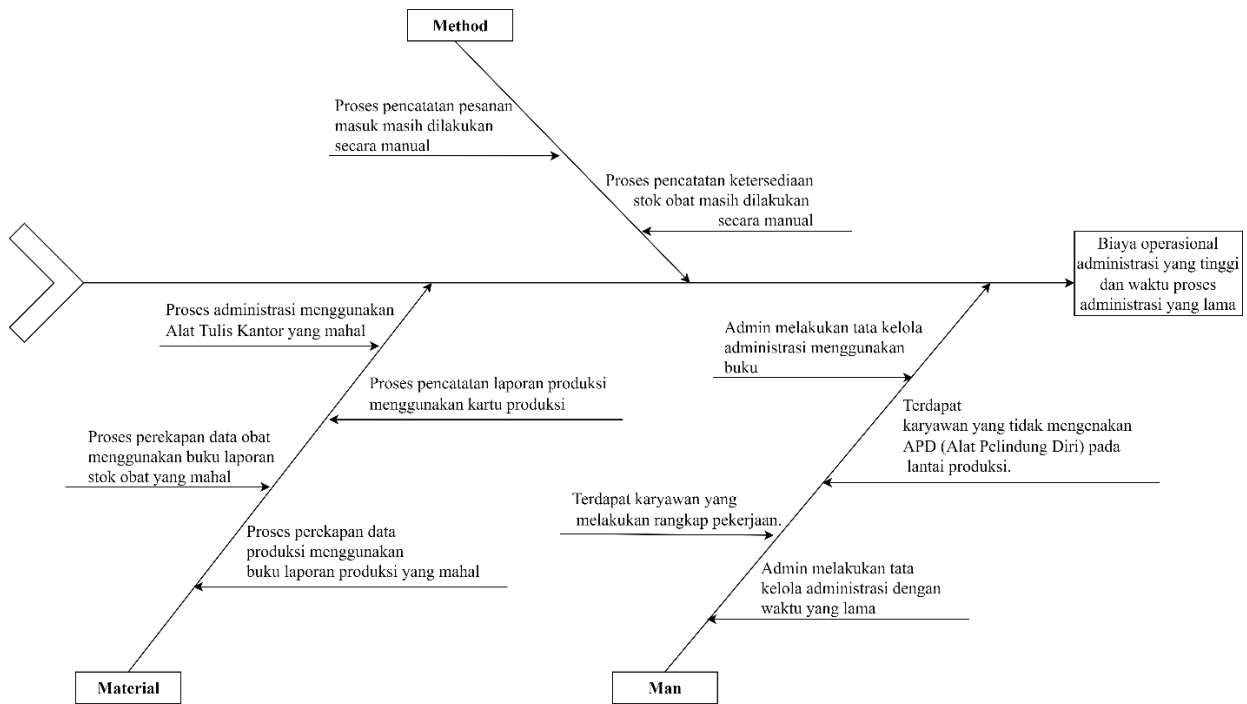 Method
Proses pencatatan pesanan
masuk masih dilakukan
secara manual
Proses pencatatan ketersediaan
stok obat masih dilakukan
secara manual
Biaya operasional
administrasi yang tinggi
dan waktu proses
administrasi yang lama
Proses administrasi menggunakan
Alat Tulis Kantor yang mahal
Proses pencatatan laporan produksi
menggunakan kartu produksi
Proses perekapan data obat
menggunakan buku laporan
stok obat yang mahal
Proses perekapan data
produksi menggunakan
buku laporan produksi yang mahal
Material
Admin melakukan tata kelola
administrasi menggunakan
buku
Terdapat
karyawan yang tidak mengenakan
APD (Alat Pelindung Diri) pada
lantai produksi.
Terdapat karyawan yang
melakukan rangkap pekerjaan.
Admin melakukan tata
kelola administrasi dengan
waktu yang lama
Man